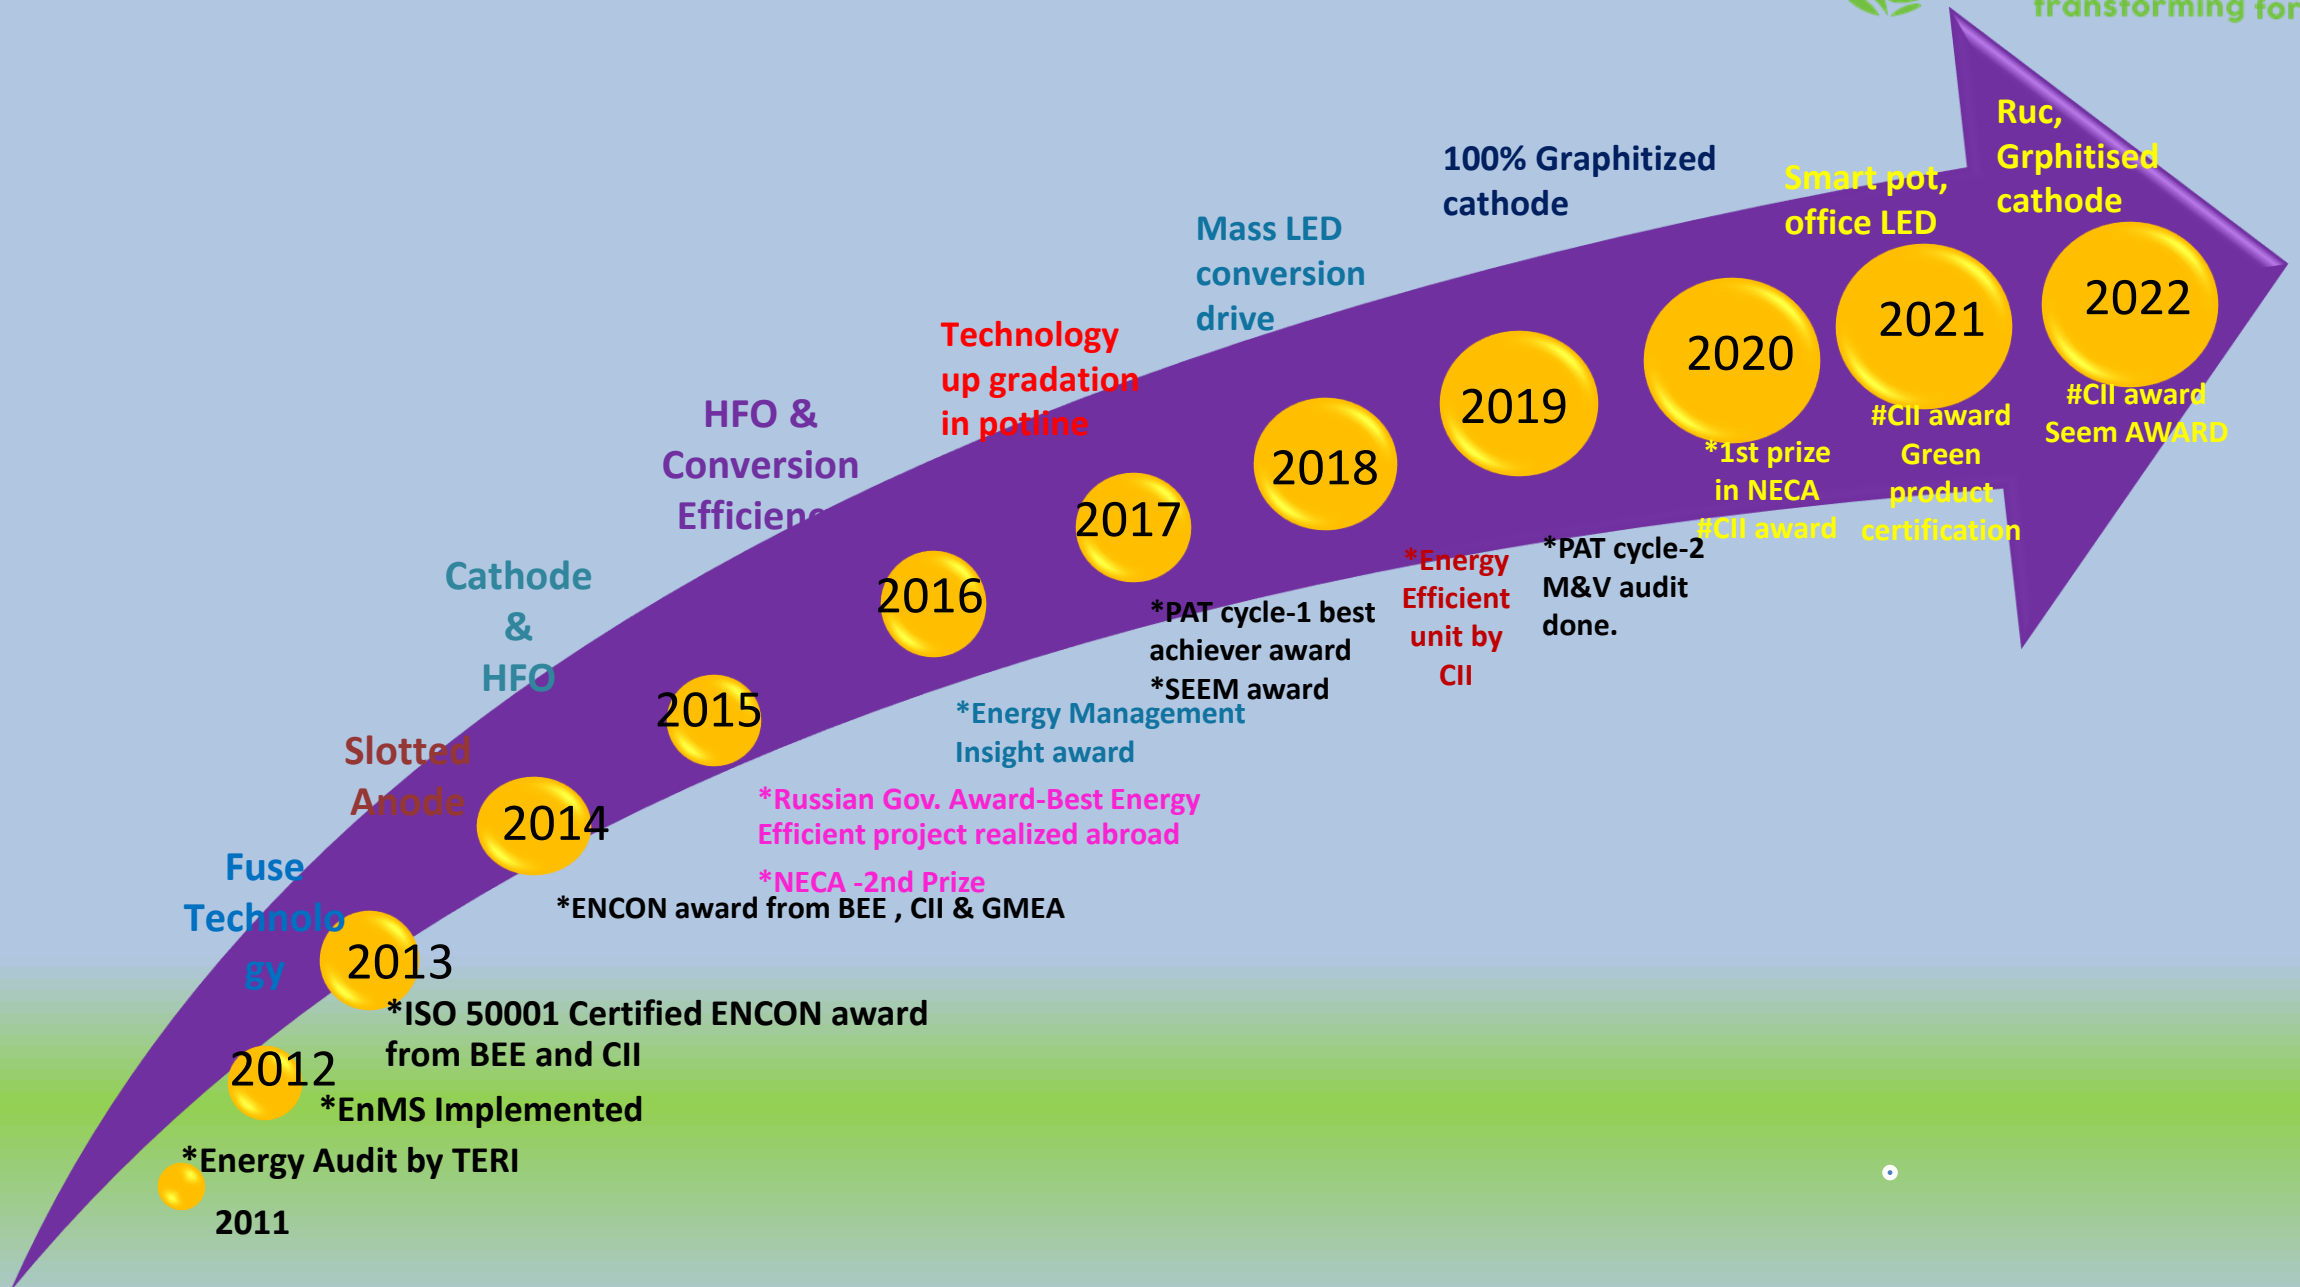 transforming for
Ruc,
Grphitised
cathode
Smart pot,
office LED
100% Graphitized
cathode
Mass LED
conversion
drive
Technology
up gradation
in potline
HFO &
Conversion
Efficienc
Cathode
&
HFO
Slotted
Anode
Fuse
Technolo
gy
2022
2021
2020
2019
2018
2017
2016
2015
2014
2013
2012
2011
#CII award
Seem AWARD
#CII award
Green
product
certification
*1st prize
in NECA
#CII award
*PAT cycle-2
M&V audit
done.
*Energy
Efficient
unit by
CII
*PAT cycle-1 best
achiever award
*SEEM award
*Energy Management
Insight award
*Russian Gov. Award-Best Energy
Efficient project realized abroad
*NECA -2nd Prize
*ENCON award from BEE , CII & GMEA
*ISO 50001 Certified ENCON award
from BEE and CII
*EnMS Implemented
*Energy Audit by TERI